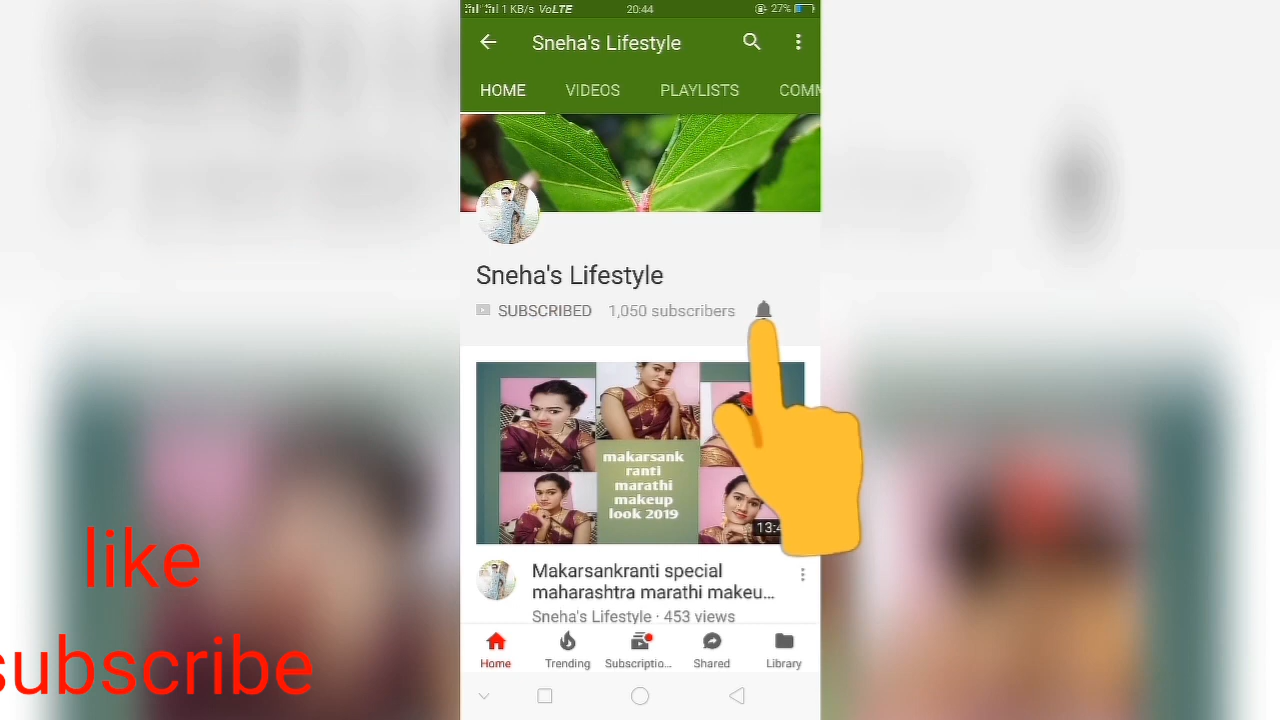 1 KB/s VoLTE 20:44 27%
Sneha's Lifestyle
HOME VIDEOS PLAYLISTS COMM
Sneha's Lifestyle
SUBSCRIBED 1,050 subscribers
makarsank
ranti
marathi
makeup
look 2019
13:4
Makarsankranti special
maharashtra marathi makeu...
Sneha's Lifestyle · 453 views
Home Trending Subscriptio... Shared Library
like
subscribe